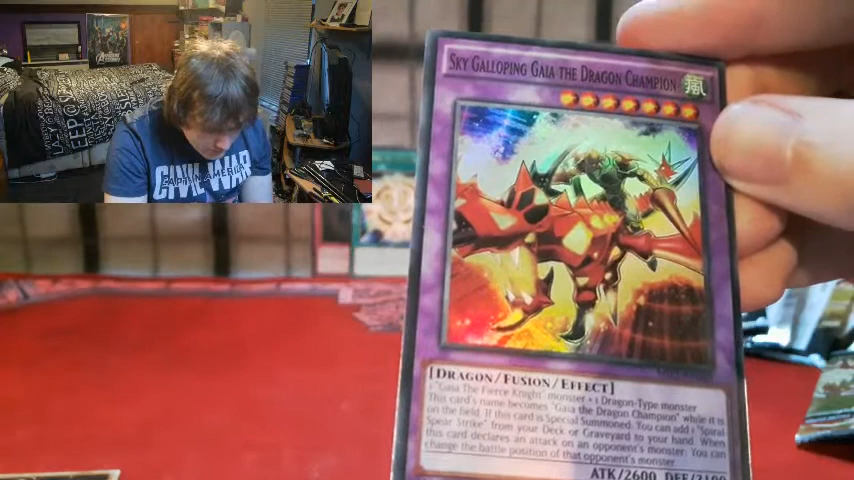 CAPTAIN AMERICA
CIVIL WAR
SKY GALLOPING GAIA THE DRAGON CHAMPION
[DRAGON/FUSION/EFFECT]
1 "Gaia The Fierce Knight" monster + 1 Dragon-Type monster
This card's name becomes "Gaia the Dragon Champion" while it is
on the field. If this card is Special Summoned: You can add 1 "Spiral
Spear Strike" from your Deck or Graveyard to your hand. When
this card declares an attack on an opponent's monster: You can
change the battle position of that opponent's monster.
ATK/2600 DEF/2100